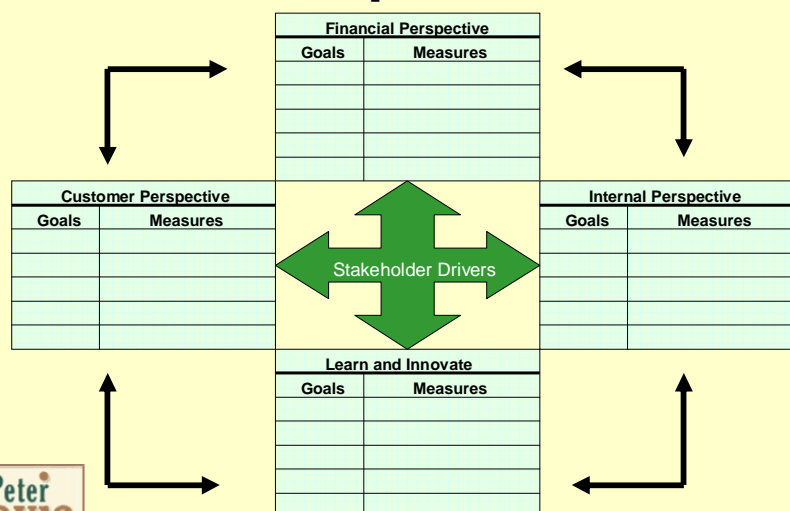 Financial Perspective
Goals Measures
Customer Perspective
Goals Measures
Stakeholder Drivers
Internal Perspective
Goals Measures
Learn and Innovate
Goals Measures
Peter